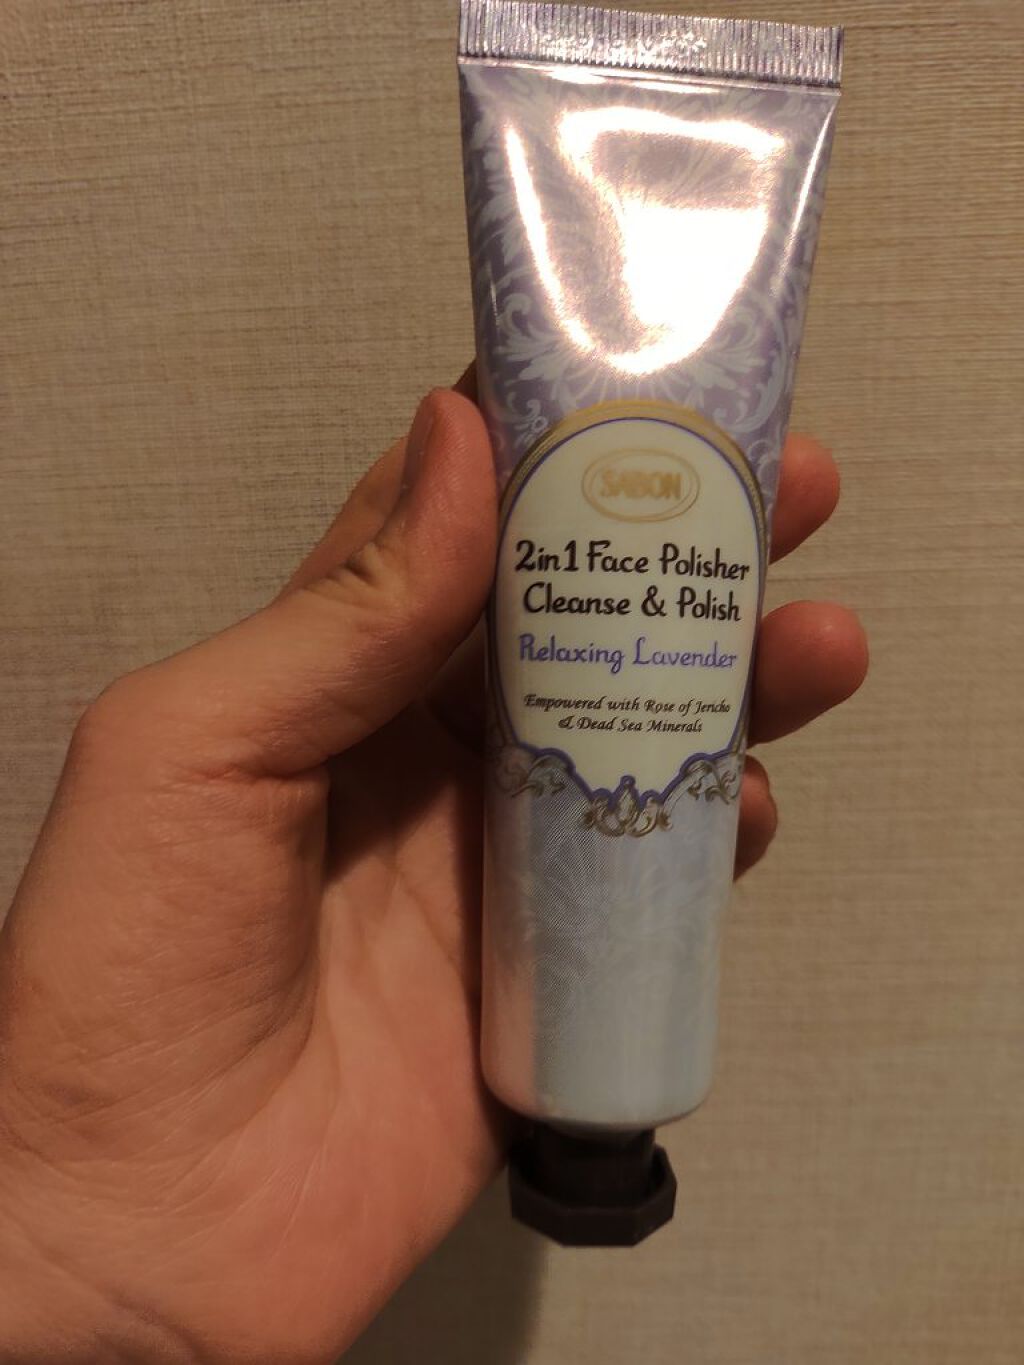 SABON
2in1 Face Polisher
Cleanse & Polish
Relaxing Lavender
Empowered with Rose of Jericho
& Dead Sea Minerals